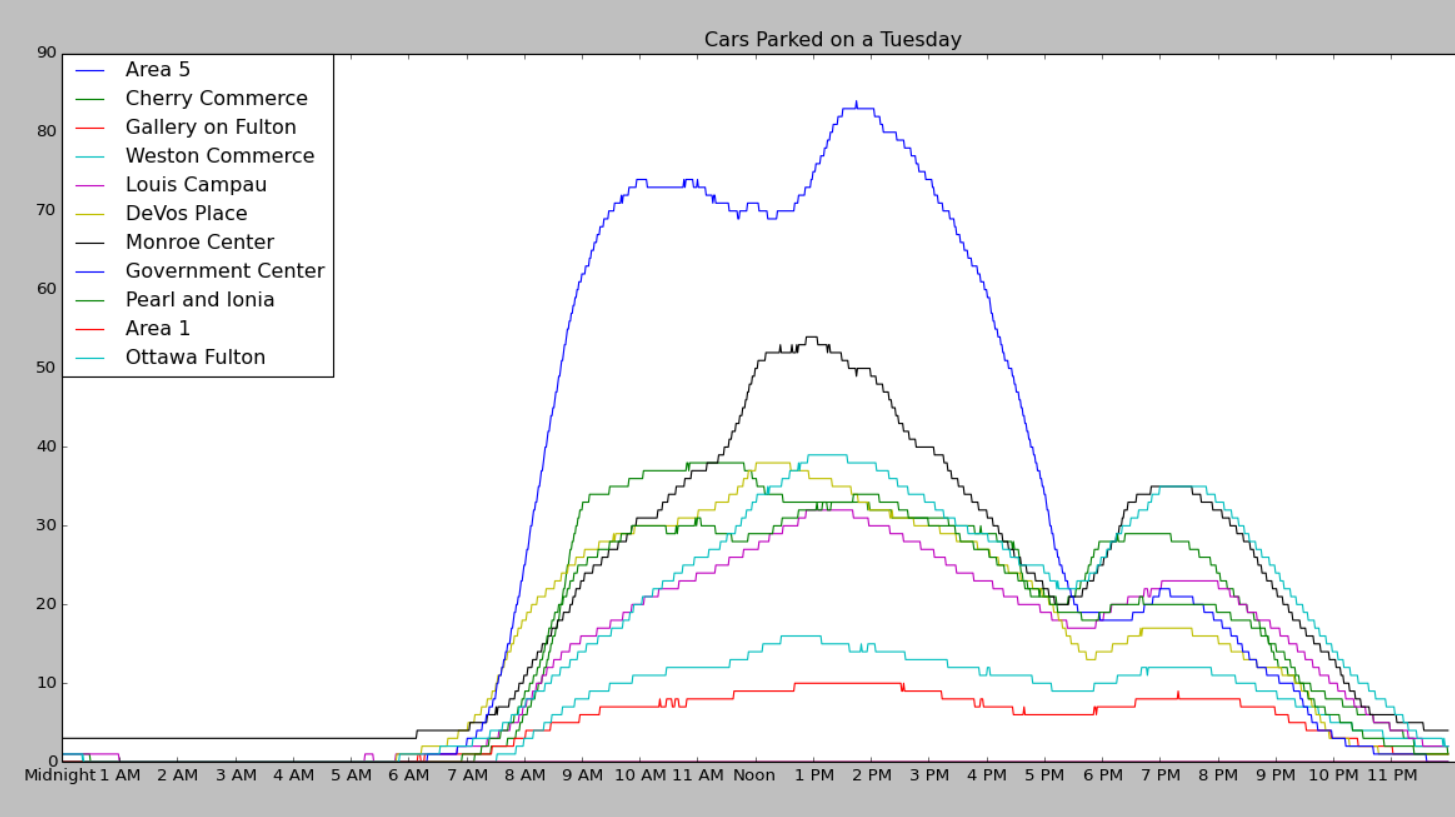 Cars Parked on a Tuesday
90
80
70
60
50
40
30
20
10
0
Area 5
Cherry Commerce
Gallery on Fulton
Weston Commerce
Louis Campau
DeVos Place
Monroe Center
Government Center
Pearl and Ionia
Area 1
Ottawa Fulton
Midnight 1 AM 2 AM 3 AM 4 AM 5 AM 6 AM 7 AM 8 AM 9 AM 10 AM 11 AM Noon 1 PM 2 PM 3 PM 4 PM 5 PM 6 PM 7 PM 8 PM 9 PM 10 PM 11 PM